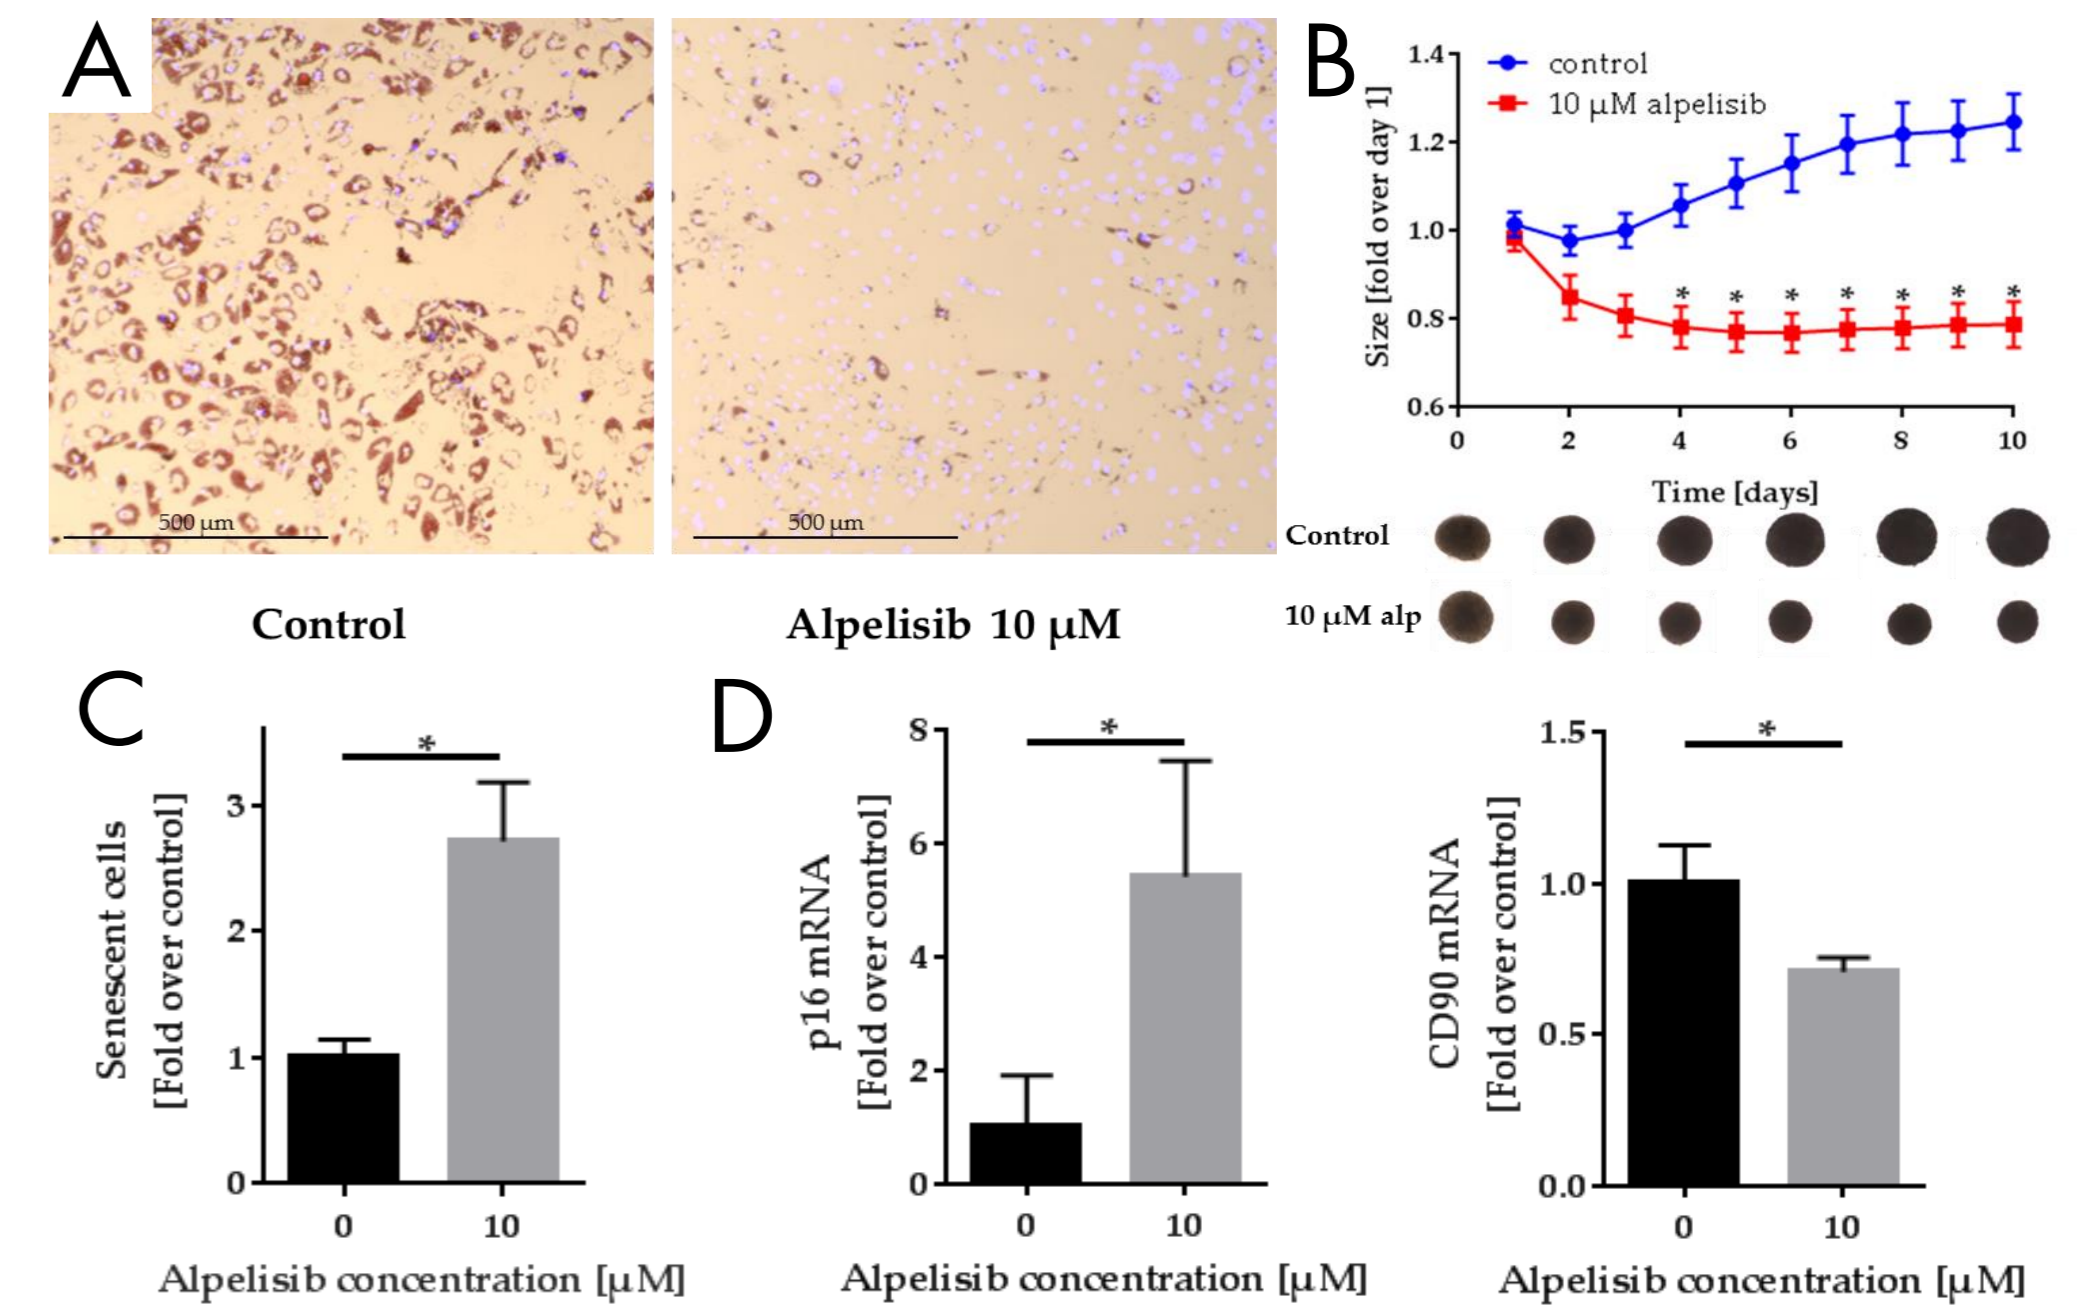 A
500 µm
500 µm
Control
Alpelisib 10 µM
B
control
10 µM alpelisib
Size [fold over day 1]
1.4
1.2
1.0
0.8
0.6
* * * * * * *
0 2 4 6 8 10
Time [days]
Control
10 µM alp
C
*
Senescent cells
[Fold over control]
3
2
1
0
0 10
Alpelisib concentration [µM]
D
*
p16 mRNA
[Fold over control]
8
6
4
2
0
0 10
Alpelisib concentration [µM]
*
CD90 mRNA
[Fold over control]
1.5
1.0
0.5
0.0
0 10
Alpelisib concentration [µM]